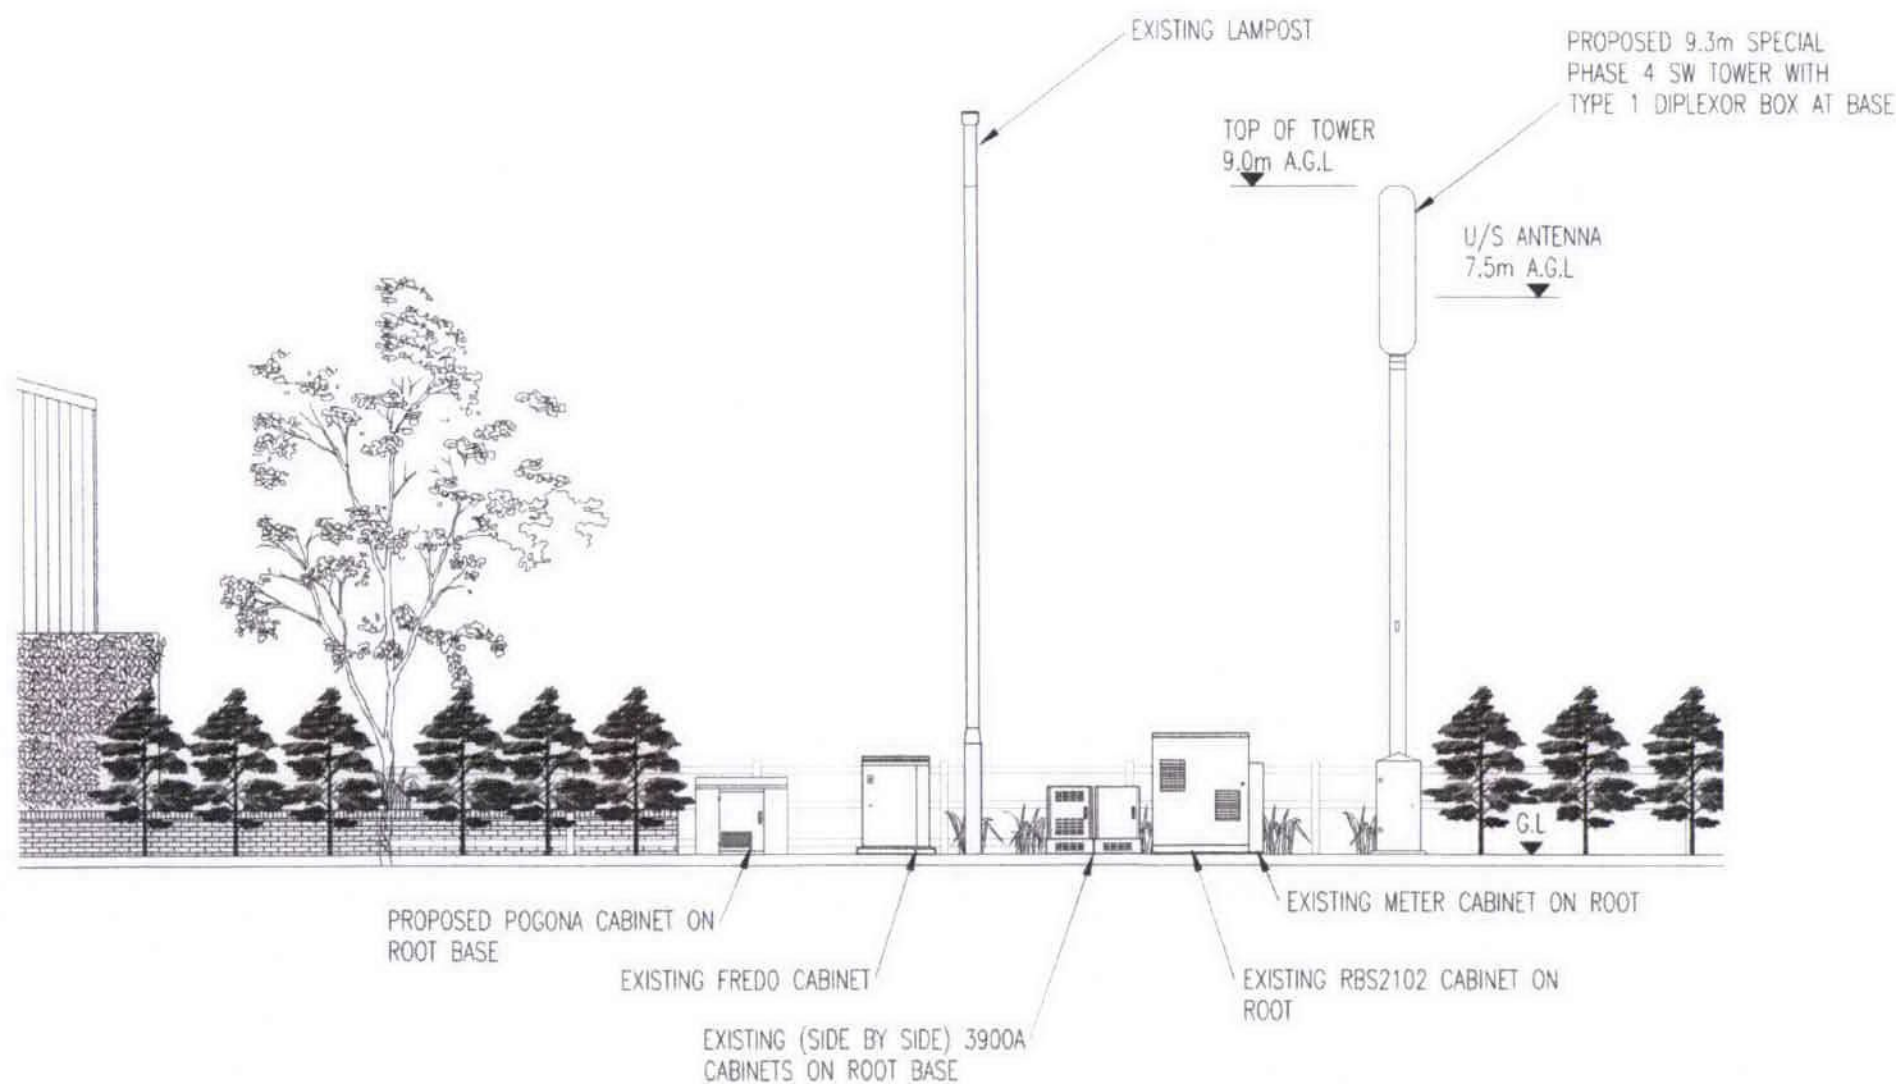 EXISTING LAMPOST
PROPOSED 9.3m SPECIAL
PHASE 4 SW TOWER WITH
TYPE 1 DIPLEXOR BOX AT BASE
TOP OF TOWER
9.0m A.G.L
U/S ANTENNA
7.5m A.G.L
G.L
EXISTING METER CABINET ON ROOT
PROPOSED POGONA CABINET ON
ROOT BASE
EXISTING FREDO CABINET
EXISTING RBS2102 CABINET ON
ROOT
EXISTING (SIDE BY SIDE) 3900A
CABINETS ON ROOT BASE